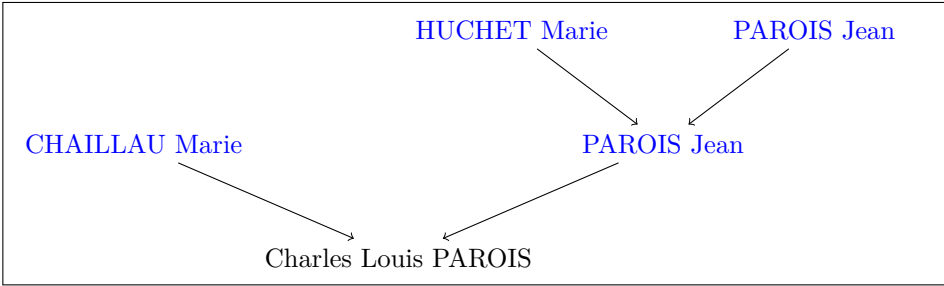 HUCHET Marie
PAROIS Jean
CHAILLAU Marie
PAROIS Jean
Charles Louis PAROIS